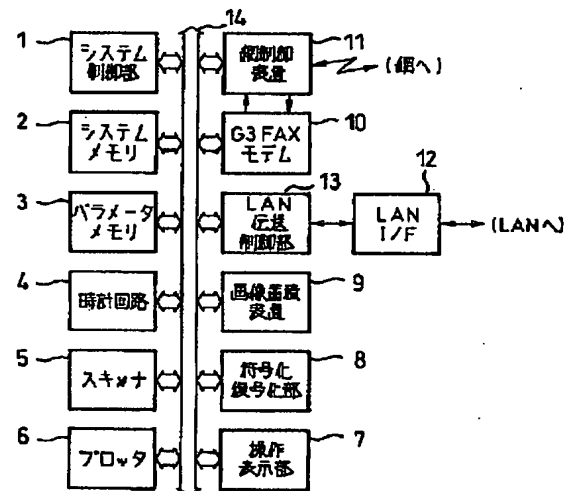 14
1
システム
制御部
11
網制御
装置
(網へ)
2
システム
メモリ
10
G3 FAX
モデム
3
パラメータ
メモリ
13
LAN
伝送
制御部
12
LAN
I/F
(LANへ)
4
時計回路
9
画像蓄積
装置
5
スキャナ
8
符号化
復号化部
6
プロッタ
7
操作
表示部